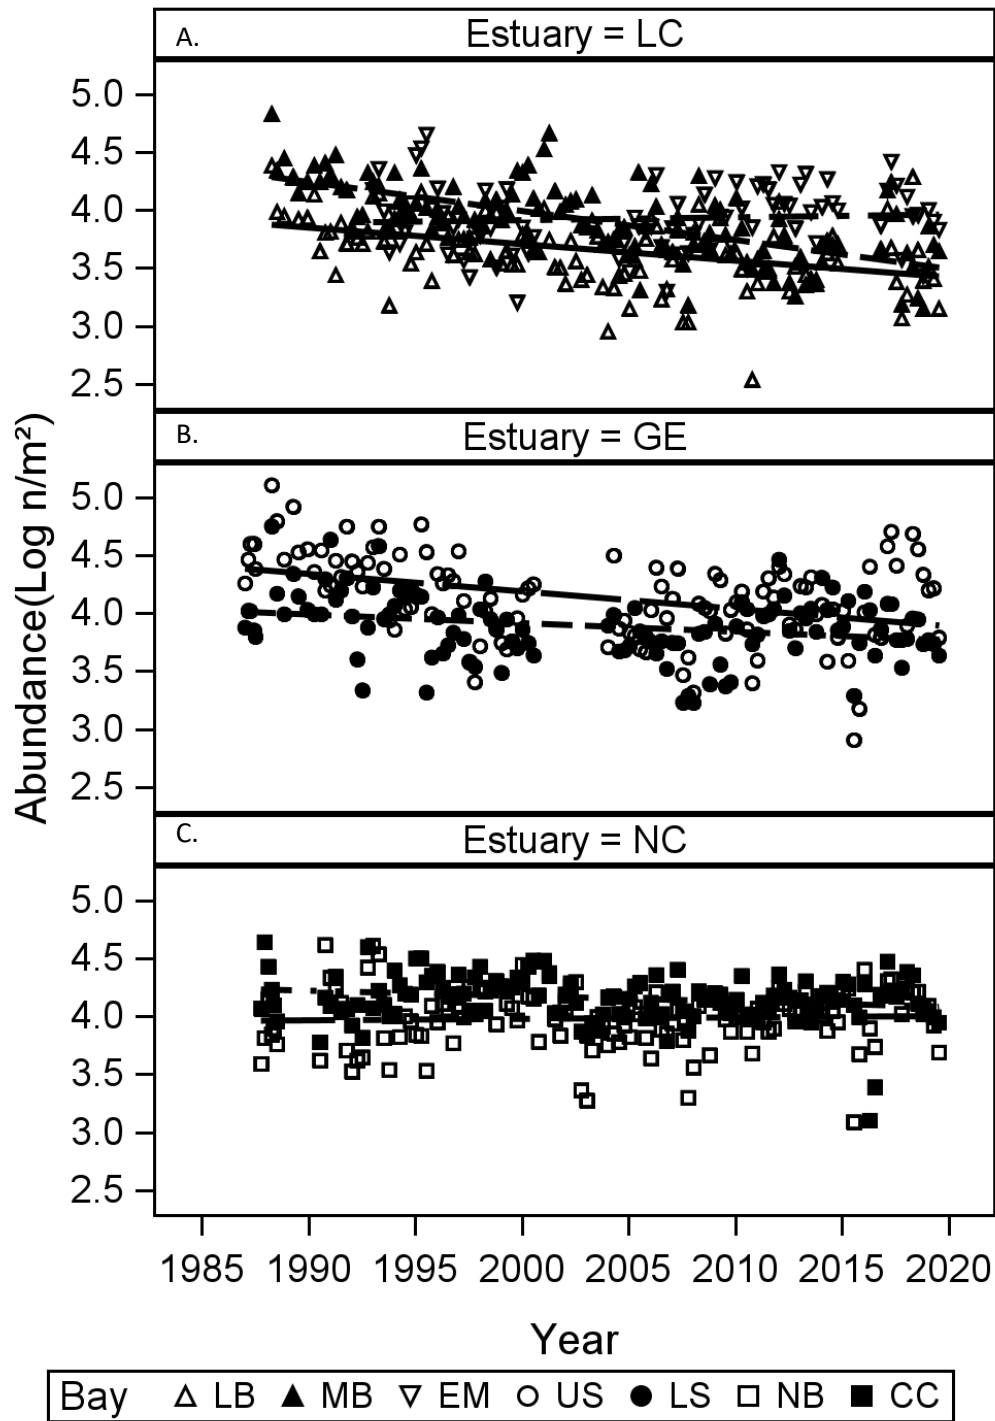 A. Estuary = LC
5.0
4.5
4.0
3.5
3.0
2.5
B. Estuary = GE
5.0
4.5
4.0
3.5
3.0
2.5
C. Estuary = NC
5.0
4.5
4.0
3.5
3.0
2.5
Abundance(Log n/m²)
1985 1990 1995 2000 2005 2010 2015 2020
Year
Bay LB MB EM US LS NB CC